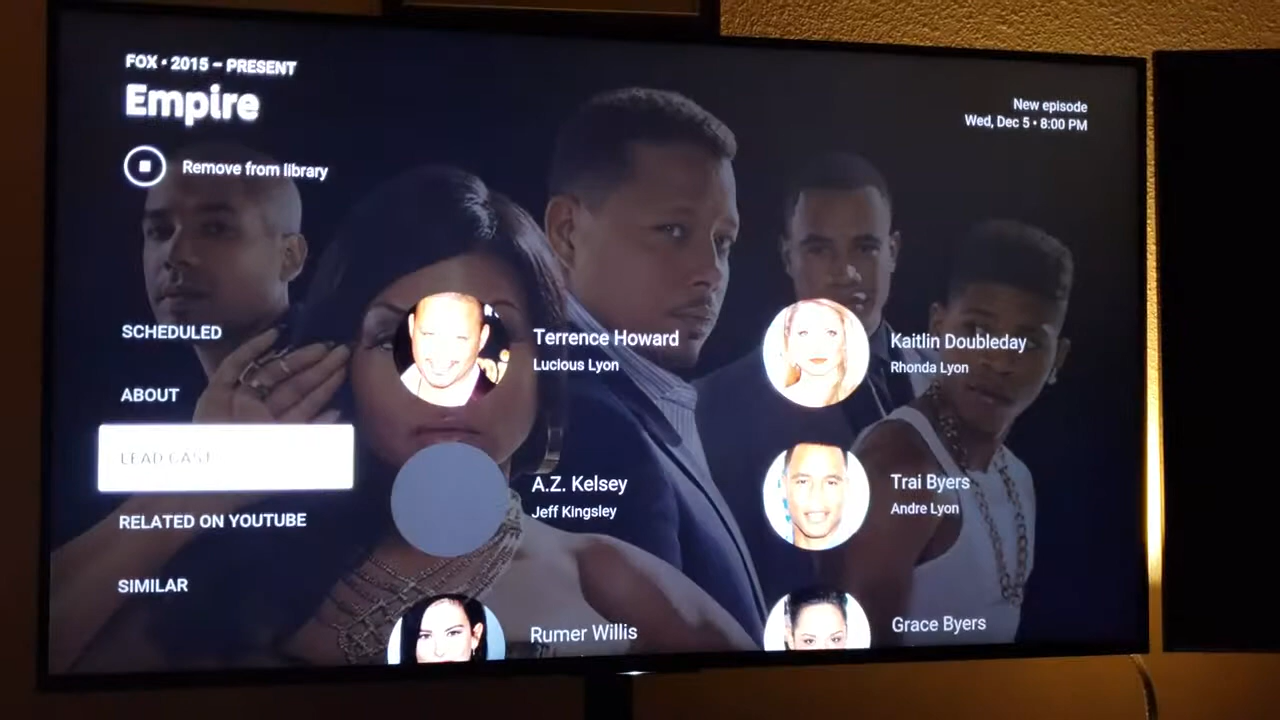 FOX • 2015 – PRESENT
Empire
New episode
Wed, Dec 5 • 8:00 PM
Remove from library
SCHEDULED
ABOUT
LEAD CAST
RELATED ON YOUTUBE
SIMILAR
Terrence Howard
Lucious Lyon
Kaitlin Doubleday
Rhonda Lyon
A.Z. Kelsey
Jeff Kingsley
Trai Byers
Andre Lyon
Rumer Willis
Grace Byers